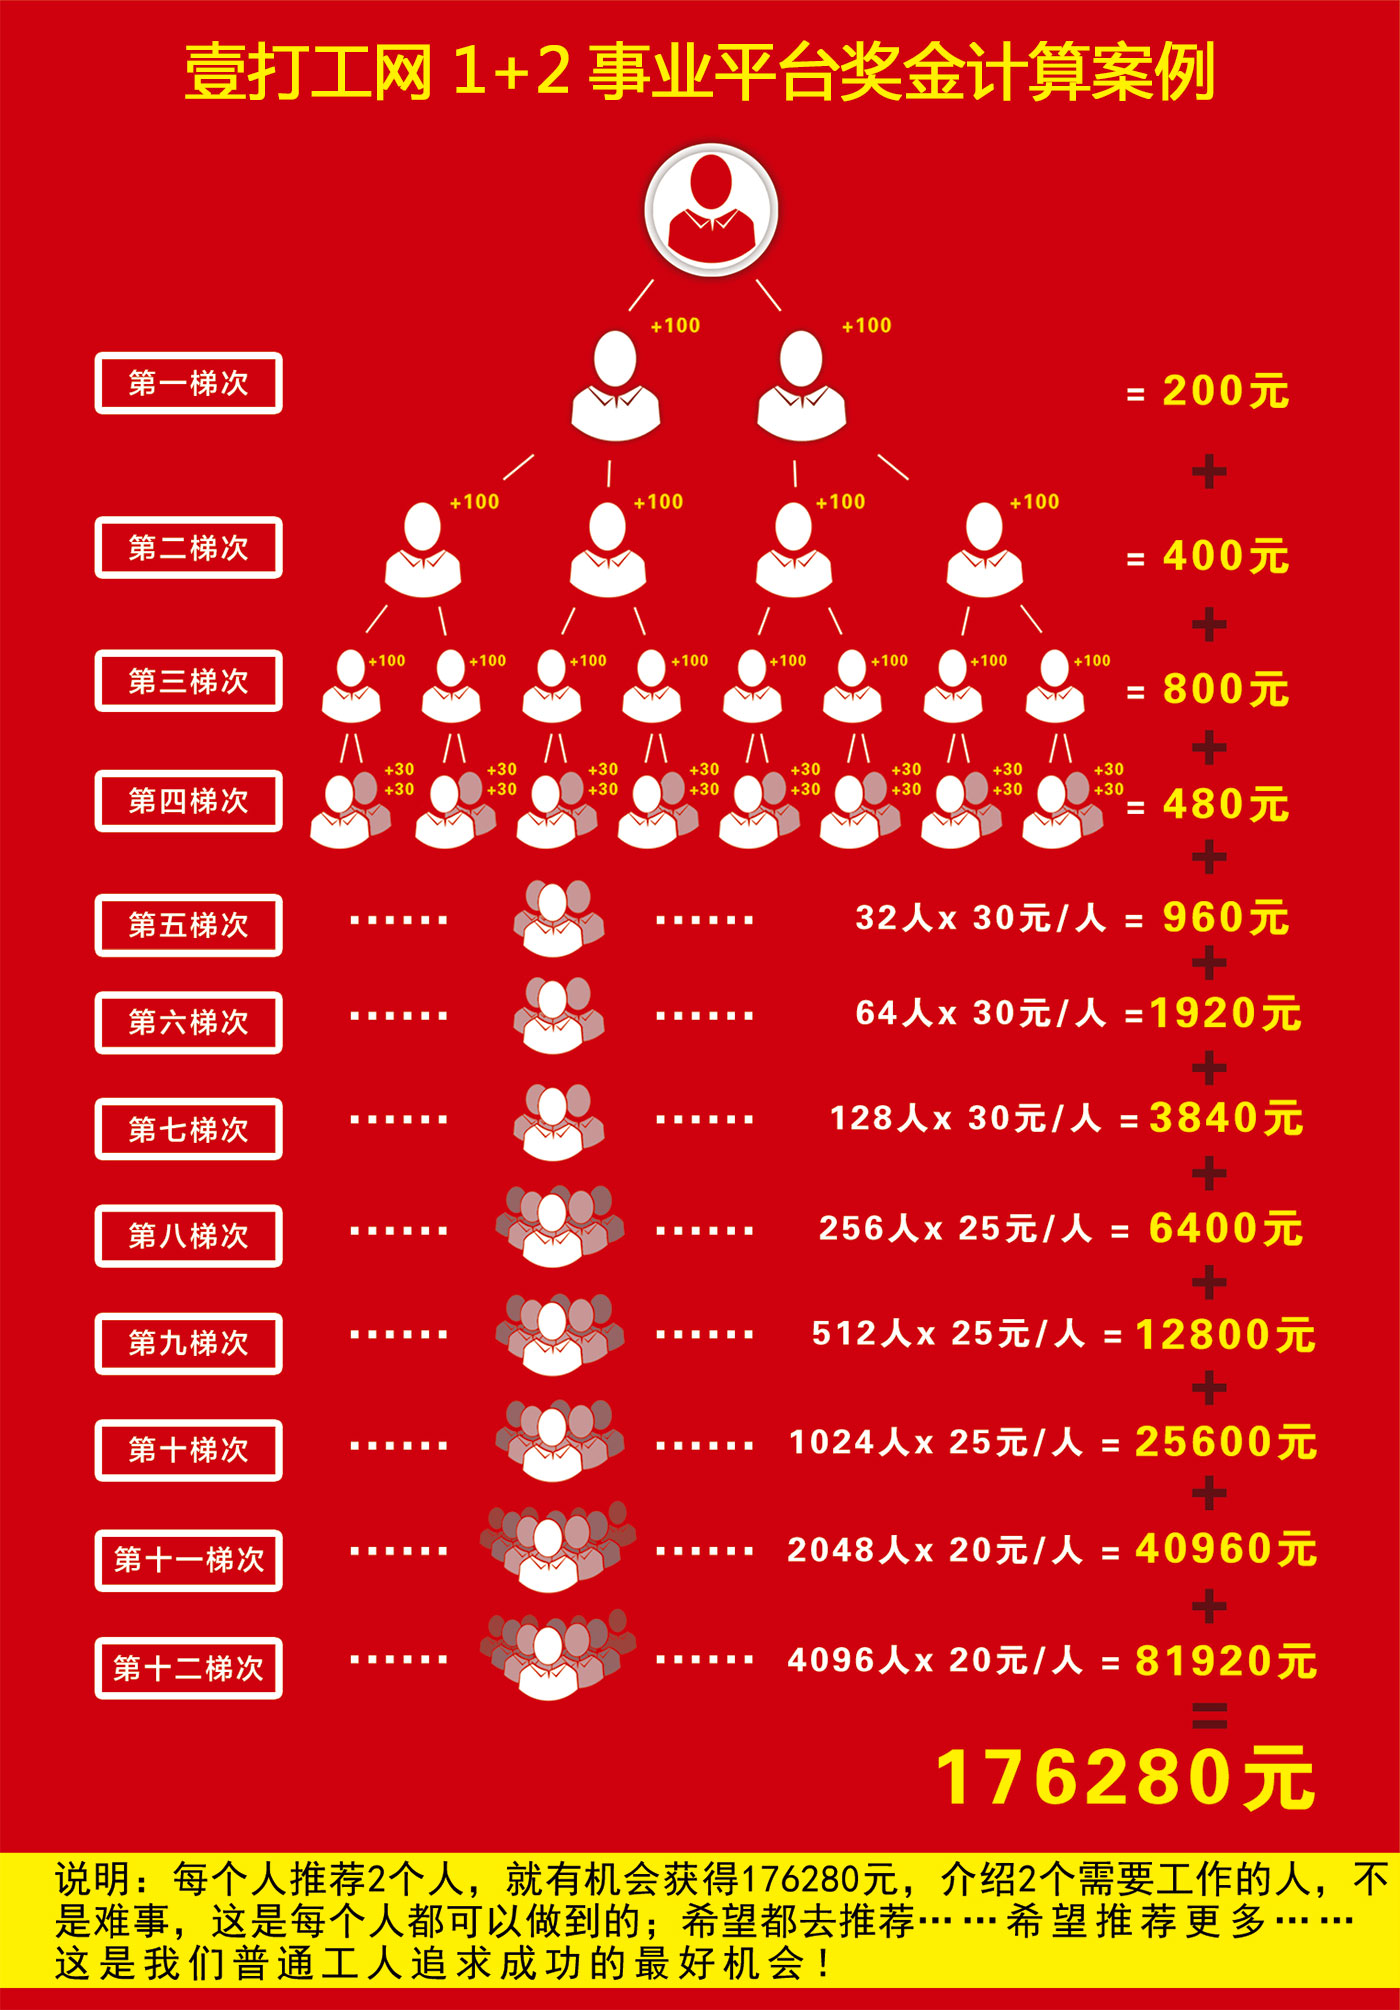 壹打工网 1+2 事业平台奖金计算案例
+100 +100
第一梯次 = 200元
+
+100 +100 +100 +100
第二梯次 = 400元
+
+100 +100 +100 +100 +100 +100 +100 +100
第三梯次 = 800元
+
+30 +30 +30 +30 +30 +30 +30 +30
+30 +30 +30 +30 +30 +30 +30 +30
第四梯次 = 480元
+
第五梯次 ······ ······ 32人x 30元/人 = 960元
+
第六梯次 ······ ······ 64人x 30元/人 =1920元
+
第七梯次 ······ ······ 128人x 30元/人 =3840元
+
第八梯次 ······ ······ 256人x 25元/人 = 6400元
+
第九梯次 ······ ······ 512人x 25元/人 =12800元
+
第十梯次 ······ ······ 1024人x 25元/人 = 25600元
+
第十一梯次 ······ ······ 2048人x 20元/人 = 40960元
+
第十二梯次 ······ ······ 4096人x 20元/人 = 81920元
=
176280元
说明：每个人推荐2个人，就有机会获得176280元，介绍2个需要工作的人，不
是难事，这是每个人都可以做到的；希望都去推荐……希望推荐更多……
这是我们普通工人追求成功的最好机会！